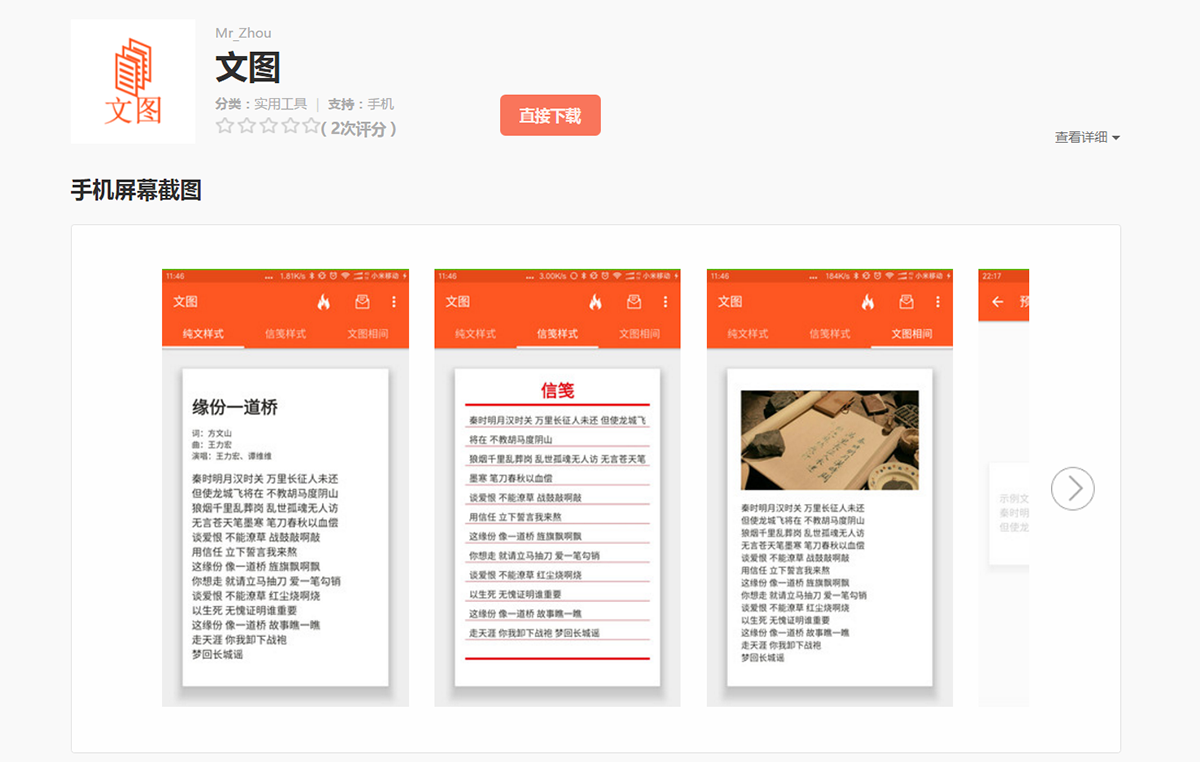 文图
Mr_Zhou
文图
分类：实用工具 | 支持：手机
( 2次评分 )
直接下载
查看详细
手机屏幕截图
11:46 ... 1.81K/s 小米移动
文图
纯文样式 信笺样式 文图相间
缘份一道桥
词：方文山
曲：王力宏
演唱：王力宏、谭维维
秦时明月汉时关 万里长征人未还
但使龙城飞将在 不教胡马度阴山
狼烟千里乱葬岗 乱世孤魂无人访
无言苍天笔墨寒 笔刀春秋以血偿
谈爱恨 不能潦草 战鼓敲啊敲
用信任 立下誓言我来熬
这缘份 像一道桥 旌旗飘啊飘
你想走 就请立马抽刀 爱一笔勾销
谈爱恨 不能潦草 红尘烧啊烧
以生死 无愧证明谁重要
这缘份 像一道桥 故事瞧一瞧
走天涯 你我卸下战袍
梦回长城谣
11:46 ... 3.00K/s 小米移动
文图
纯文样式 信笺样式 文图相间
信笺
秦时明月汉时关 万里长征人未还 但使龙城飞
将在 不教胡马度阴山
狼烟千里乱葬岗 乱世孤魂无人访 无言苍天笔
墨寒 笔刀春秋以血偿
谈爱恨 不能潦草 战鼓敲啊敲
用信任 立下誓言我来熬
这缘份 像一道桥 旌旗飘啊飘
你想走 就请立马抽刀 爱一笔勾销
谈爱恨 不能潦草 红尘烧啊烧
以生死 无愧证明谁重要
这缘份 像一道桥 故事瞧一瞧
走天涯 你我卸下战袍 梦回长城谣
11:46 ... 184K/s 小米移动
文图
纯文样式 信笺样式 文图相间
秦时明月汉时关 万里长征人未还
但使龙城飞将在 不教胡马度阴山
狼烟千里乱葬岗 乱世孤魂无人访
无言苍天笔墨寒 笔刀春秋以血偿
谈爱恨 不能潦草 战鼓敲啊敲
用信任 立下誓言我来熬
这缘份 像一道桥 旌旗飘啊飘
你想走 就请立马抽刀 爱一笔勾销
谈爱恨 不能潦草 红尘烧啊烧
以生死 无愧证明谁重要
这缘份 像一道桥 故事瞧一瞧
走天涯 你我卸下战袍
梦回长城谣
22:17
示例文
秦时明
但使龙